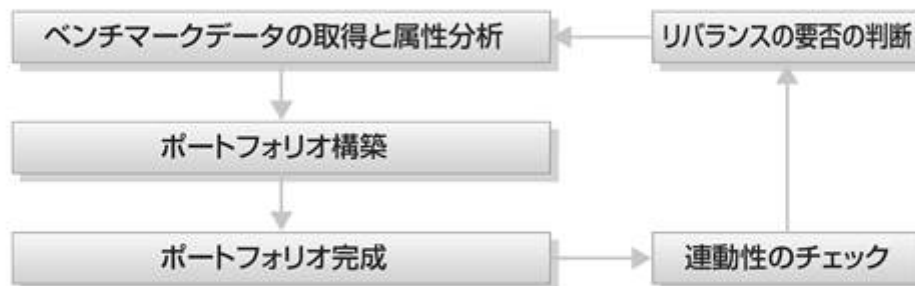 ベンチマークデータの取得と属性分析
リバランスの要否の判断
ポートフォリオ構築
ポートフォリオ完成
連動性のチェック